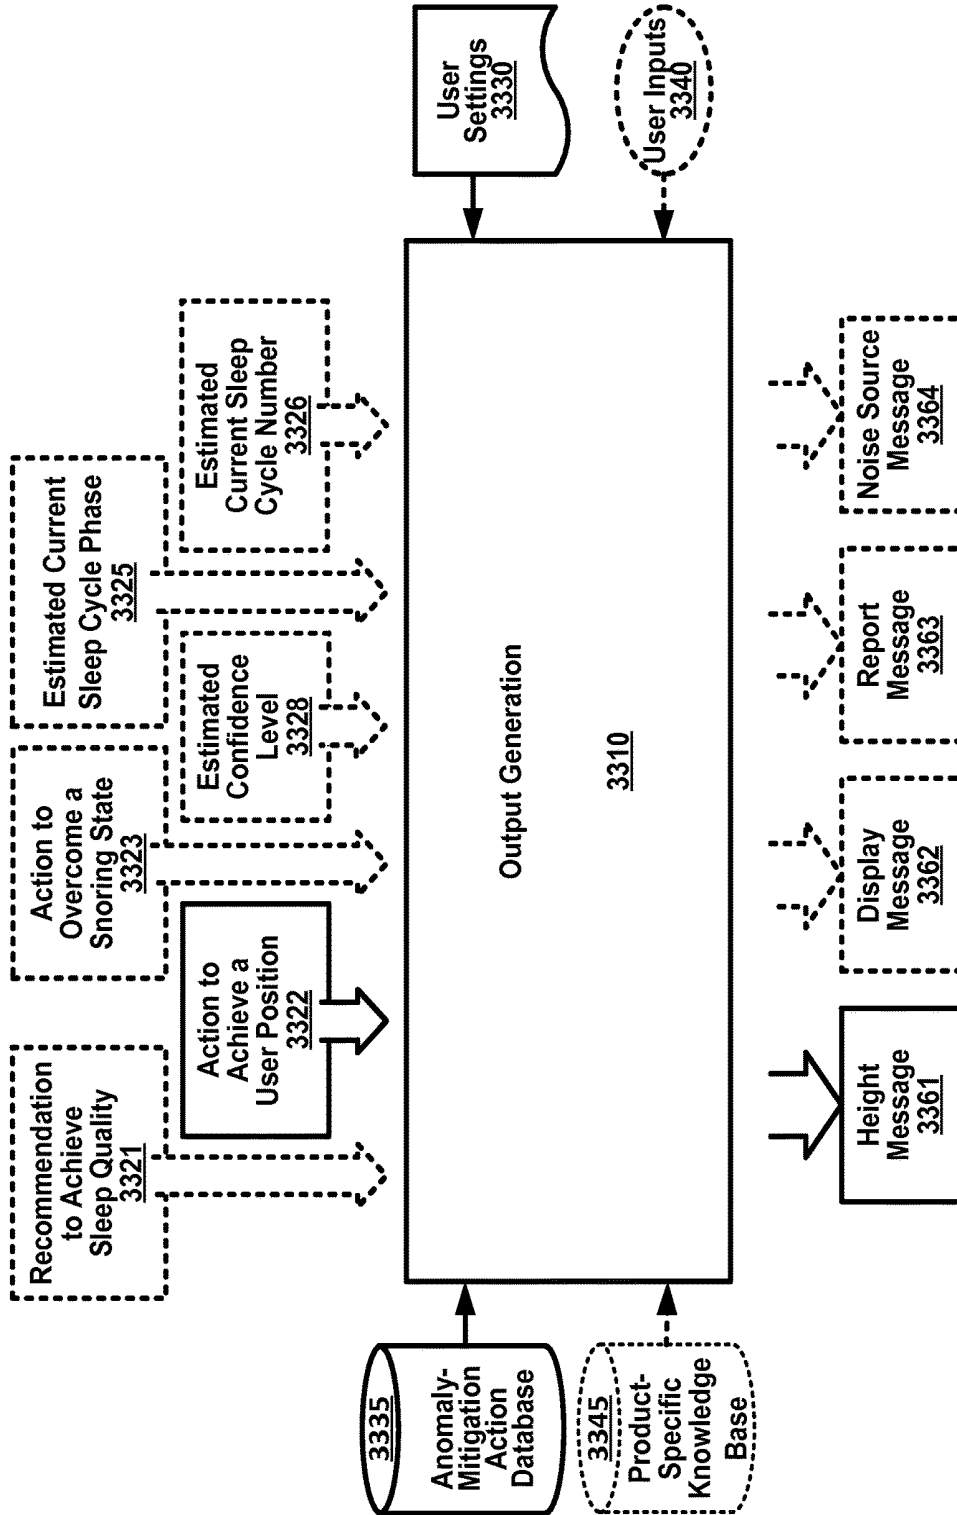 Recommendation
to Achieve
Sleep Quality
3321
Action to
Overcome a
Snoring State
3323
Estimated Current
Sleep Cycle Phase
3325
Action to
Achieve a
User Position
3322
Estimated
Confidence
Level
3328
Estimated
Current Sleep
Cycle Number
3326
3335
Anomaly-
Mitigation
Action
Database
3345
Product-
Specific
Knowledge
Base
Output Generation
3310
User
Settings
3330
User Inputs
3340
Height
Message
3361
Display
Message
3362
Report
Message
3363
Noise Source
Message
3364